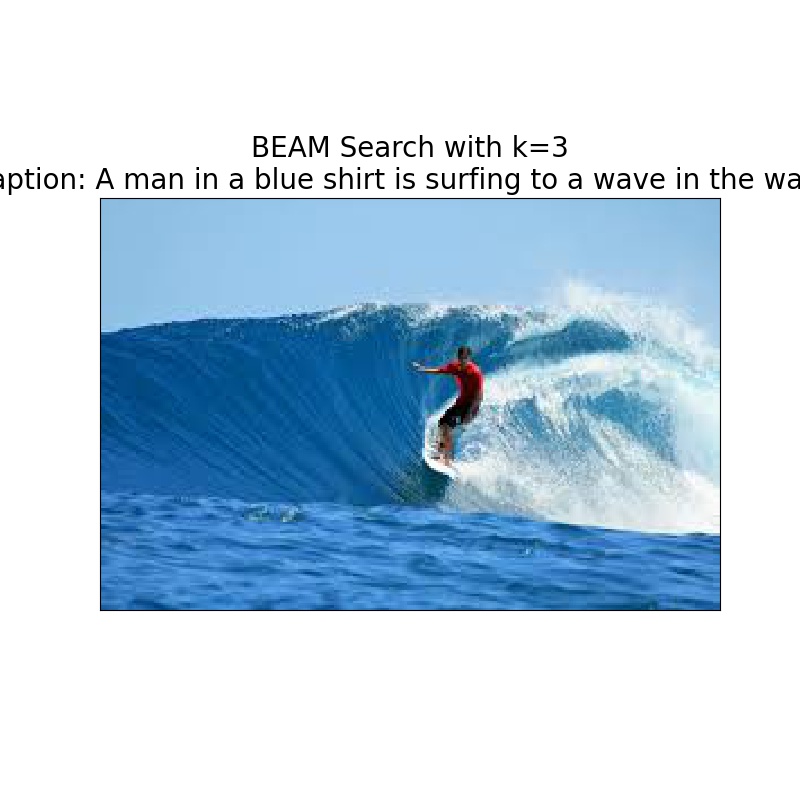 BEAM Search with k=3
aption: A man in a blue shirt is surfing to a wave in the wa